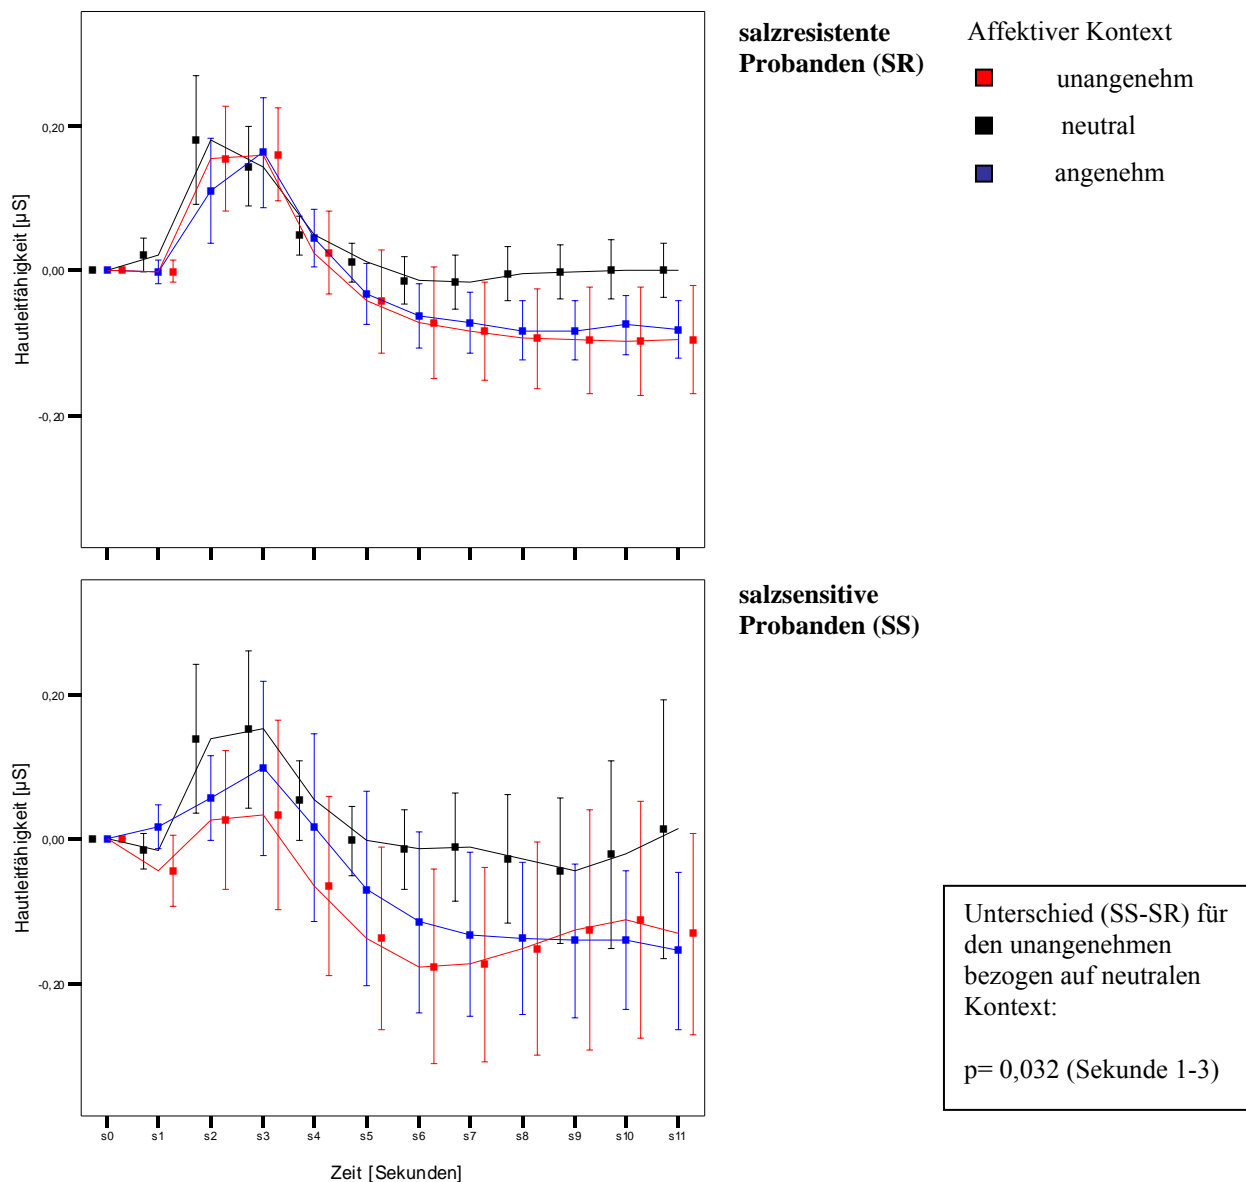 salzresistente
Probanden (SR)
Affektiver Kontext
unangenehm
neutral
angenehm
Hautleitfähigkeit [µS]
0,20
0,00
-0,20
salzsensitive
Probanden (SS)
Hautleitfähigkeit [µS]
0,20
0,00
-0,20
s0 s1 s2 s3 s4 s5 s6 s7 s8 s9 s10 s11
Zeit [Sekunden]
Unterschied (SS-SR) für
den unangenehmen
bezogen auf neutralen
Kontext:
p= 0,032 (Sekunde 1-3)